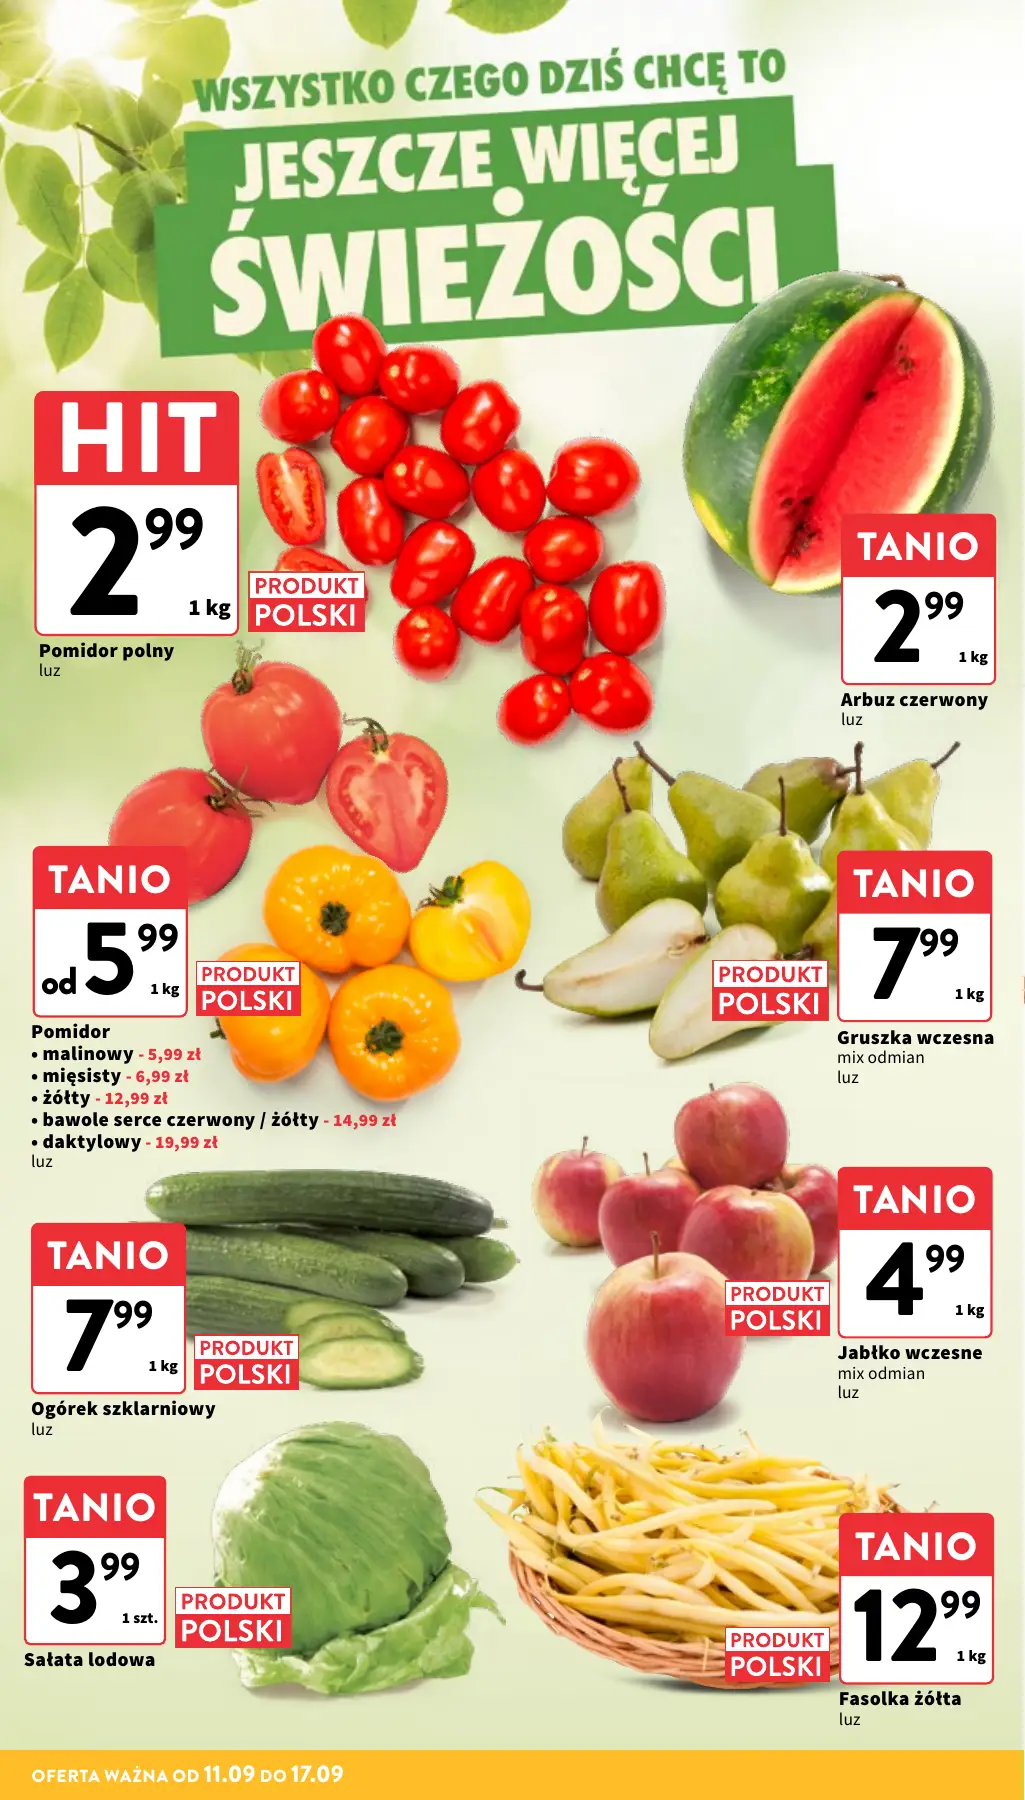 WSZYSTKO CZEGO DZIŚ CHCĘ TO
JESZCZE WIĘCEJ
ŚWIEŻOŚCI
HIT
2 99
1 kg
PRODUKT
POLSKI
Pomidor polny
luz
TANIO
2 99
1 kg
Arbuz czerwony
luz
TANIO
od 5 99
1 kg
PRODUKT
POLSKI
Pomidor
• malinowy - 5,99 zł
• mięsisty - 6,99 zł
• żółty - 12,99 zł
• bawole serce czerwony / żółty - 14,99 zł
• daktylowy - 19,99 zł
luz
TANIO
7 99
1 kg
PRODUKT
POLSKI
Gruszka wczesna
mix odmian
luz
TANIO
7 99
1 kg
PRODUKT
POLSKI
Ogórek szklarniowy
luz
TANIO
4 99
1 kg
PRODUKT
POLSKI
Jabłko wczesne
mix odmian
luz
TANIO
3 99
1 szt.
PRODUKT
POLSKI
Sałata lodowa
TANIO
12 99
1 kg
PRODUKT
POLSKI
Fasolka żółta
luz
OFERTA WAŻNA OD 11.09 DO 17.09